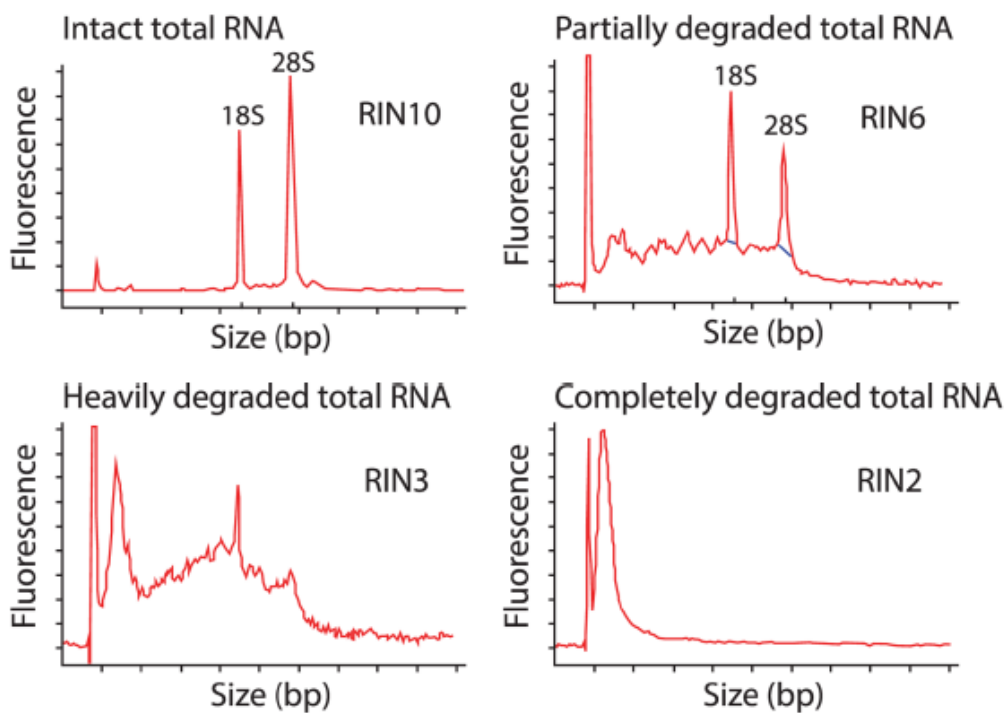 Intact total RNA
Fluorescence
18S
28S
RIN10
Size (bp)
Partially degraded total RNA
Fluorescence
18S
28S
RIN6
Size (bp)
Heavily degraded total RNA
Fluorescence
RIN3
Size (bp)
Completely degraded total RNA
Fluorescence
RIN2
Size (bp)